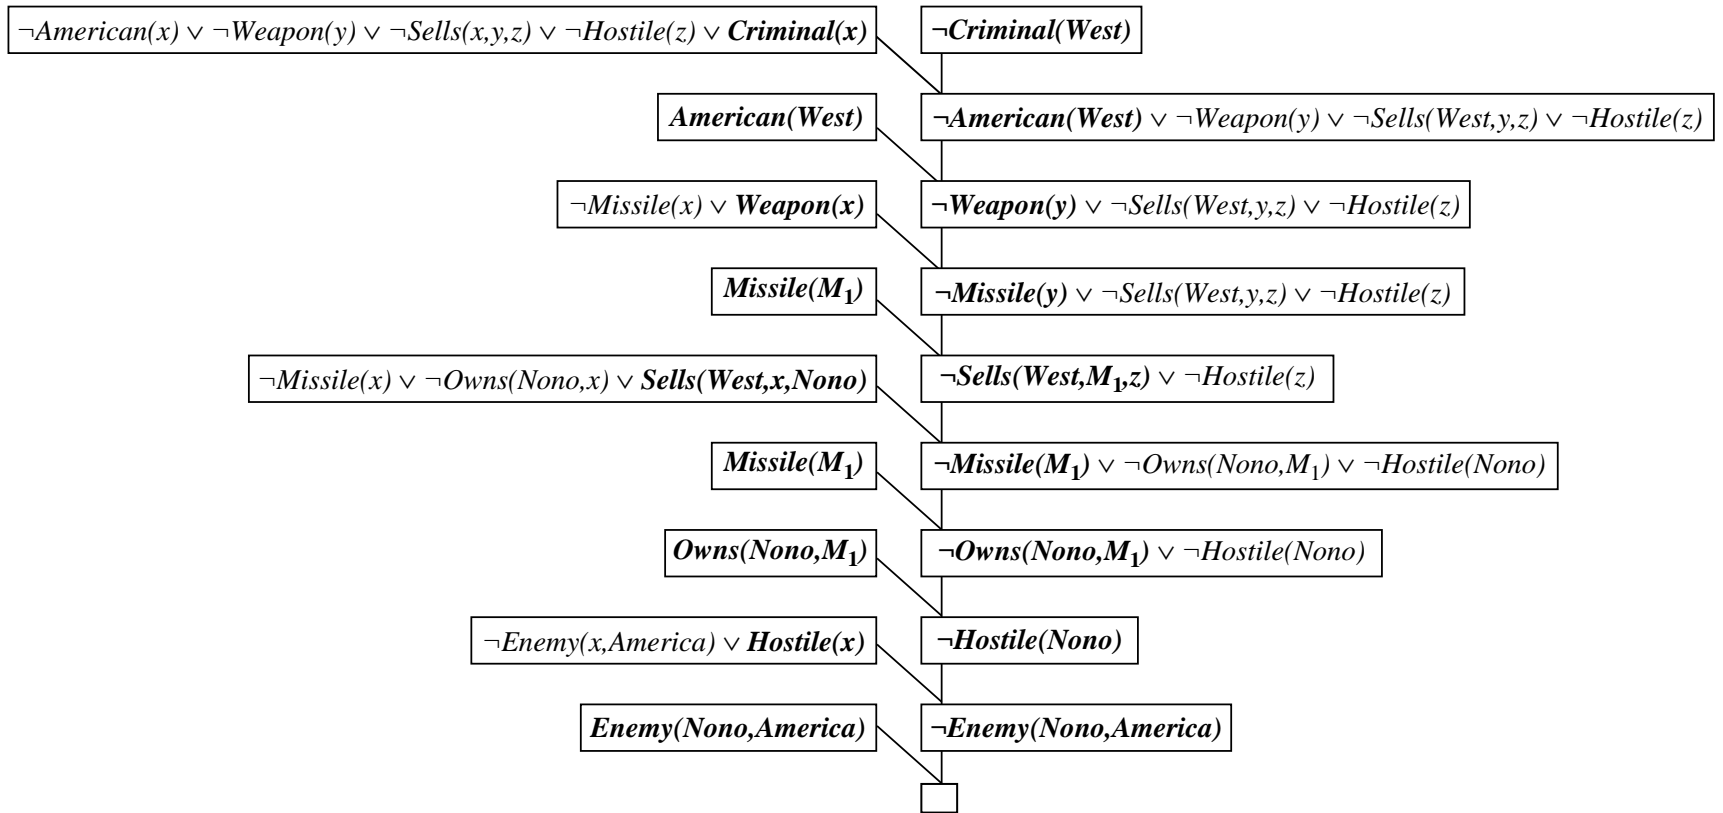 ¬American(x) ∨ ¬Weapon(y) ∨ ¬Sells(x,y,z) ∨ ¬Hostile(z) ∨ Criminal(x)
¬Criminal(West)
American(West)
¬American(West) ∨ ¬Weapon(y) ∨ ¬Sells(West,y,z) ∨ ¬Hostile(z)
¬Missile(x) ∨ Weapon(x)
¬Weapon(y) ∨ ¬Sells(West,y,z) ∨ ¬Hostile(z)
Missile(M₁)
¬Missile(y) ∨ ¬Sells(West,y,z) ∨ ¬Hostile(z)
¬Missile(x) ∨ ¬Owns(Nono,x) ∨ Sells(West,x,Nono)
¬Sells(West,M₁,z) ∨ ¬Hostile(z)
Missile(M₁)
¬Missile(M₁) ∨ ¬Owns(Nono,M₁) ∨ ¬Hostile(Nono)
Owns(Nono,M₁)
¬Owns(Nono,M₁) ∨ ¬Hostile(Nono)
¬Enemy(x,America) ∨ Hostile(x)
¬Hostile(Nono)
Enemy(Nono,America)
¬Enemy(Nono,America)